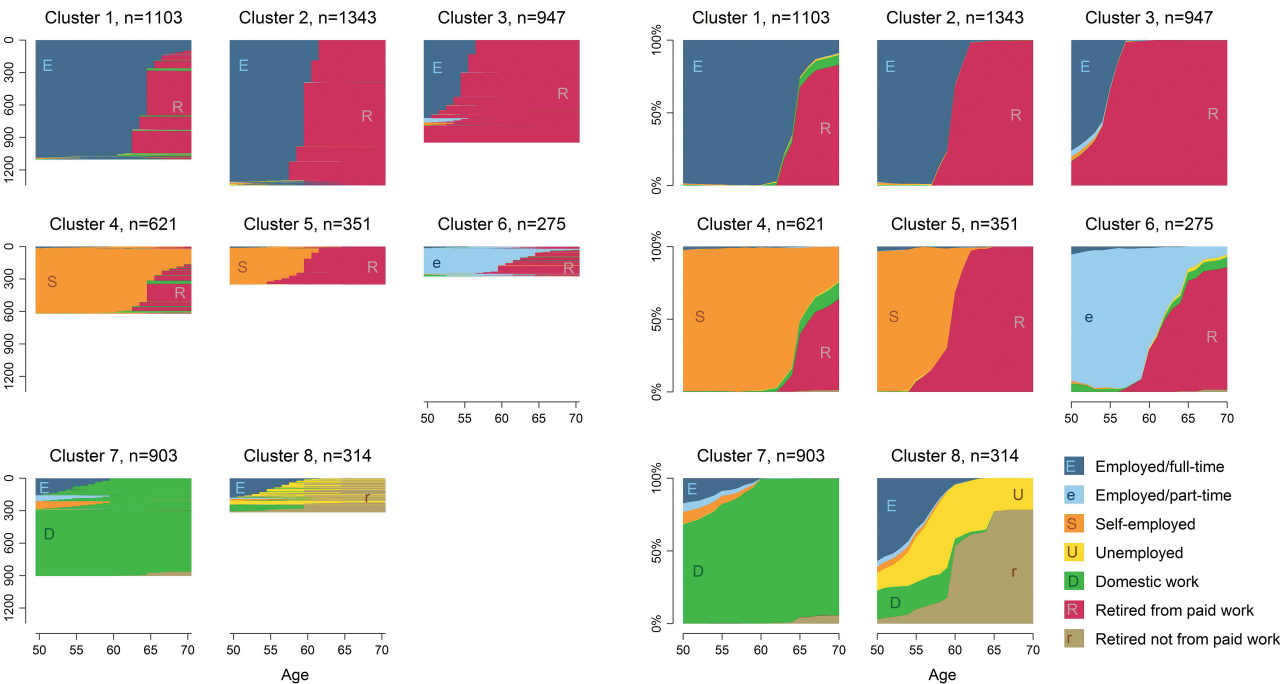 Cluster 1, n=1103 Cluster 2, n=1343 Cluster 3, n=947 Cluster 1, n=1103 Cluster 2, n=1343 Cluster 3, n=947
0 300 600 900 1200
E R E R E R
100% 50% 0%
E R E R E R
Cluster 4, n=621 Cluster 5, n=351 Cluster 6, n=275 Cluster 4, n=621 Cluster 5, n=351 Cluster 6, n=275
0 300 600 900 1200
S R S R e R
100% 50% 0%
S R S R e R
50 55 60 65 70 50 55 60 65 70
Cluster 7, n=903 Cluster 8, n=314 Cluster 7, n=903 Cluster 8, n=314
0 300 600 900 1200
E D E r
100% 50% 0%
E D E U D r
50 55 60 65 70 50 55 60 65 70 50 55 60 65 70 50 55 60 65 70
Age Age
E Employed/full-time
e Employed/part-time
S Self-employed
U Unemployed
D Domestic work
R Retired from paid work
r Retired not from paid work